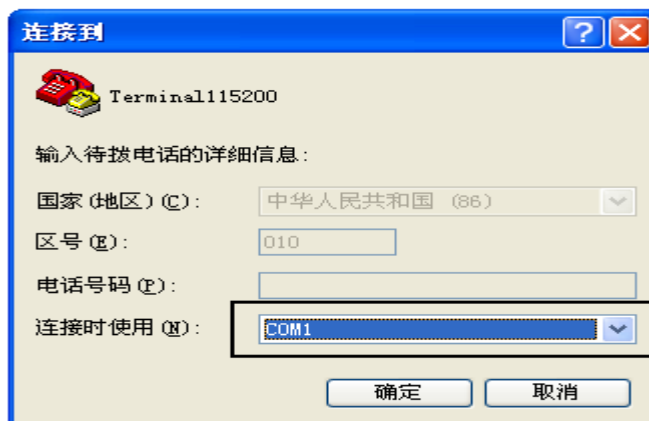 连接到
Terminal115200
输入待拨电话的详细信息:
国家(地区)(C): 中华人民共和国 (86)
区号(E): 010
电话号码(P):
连接时使用(N): COM1
确定 取消